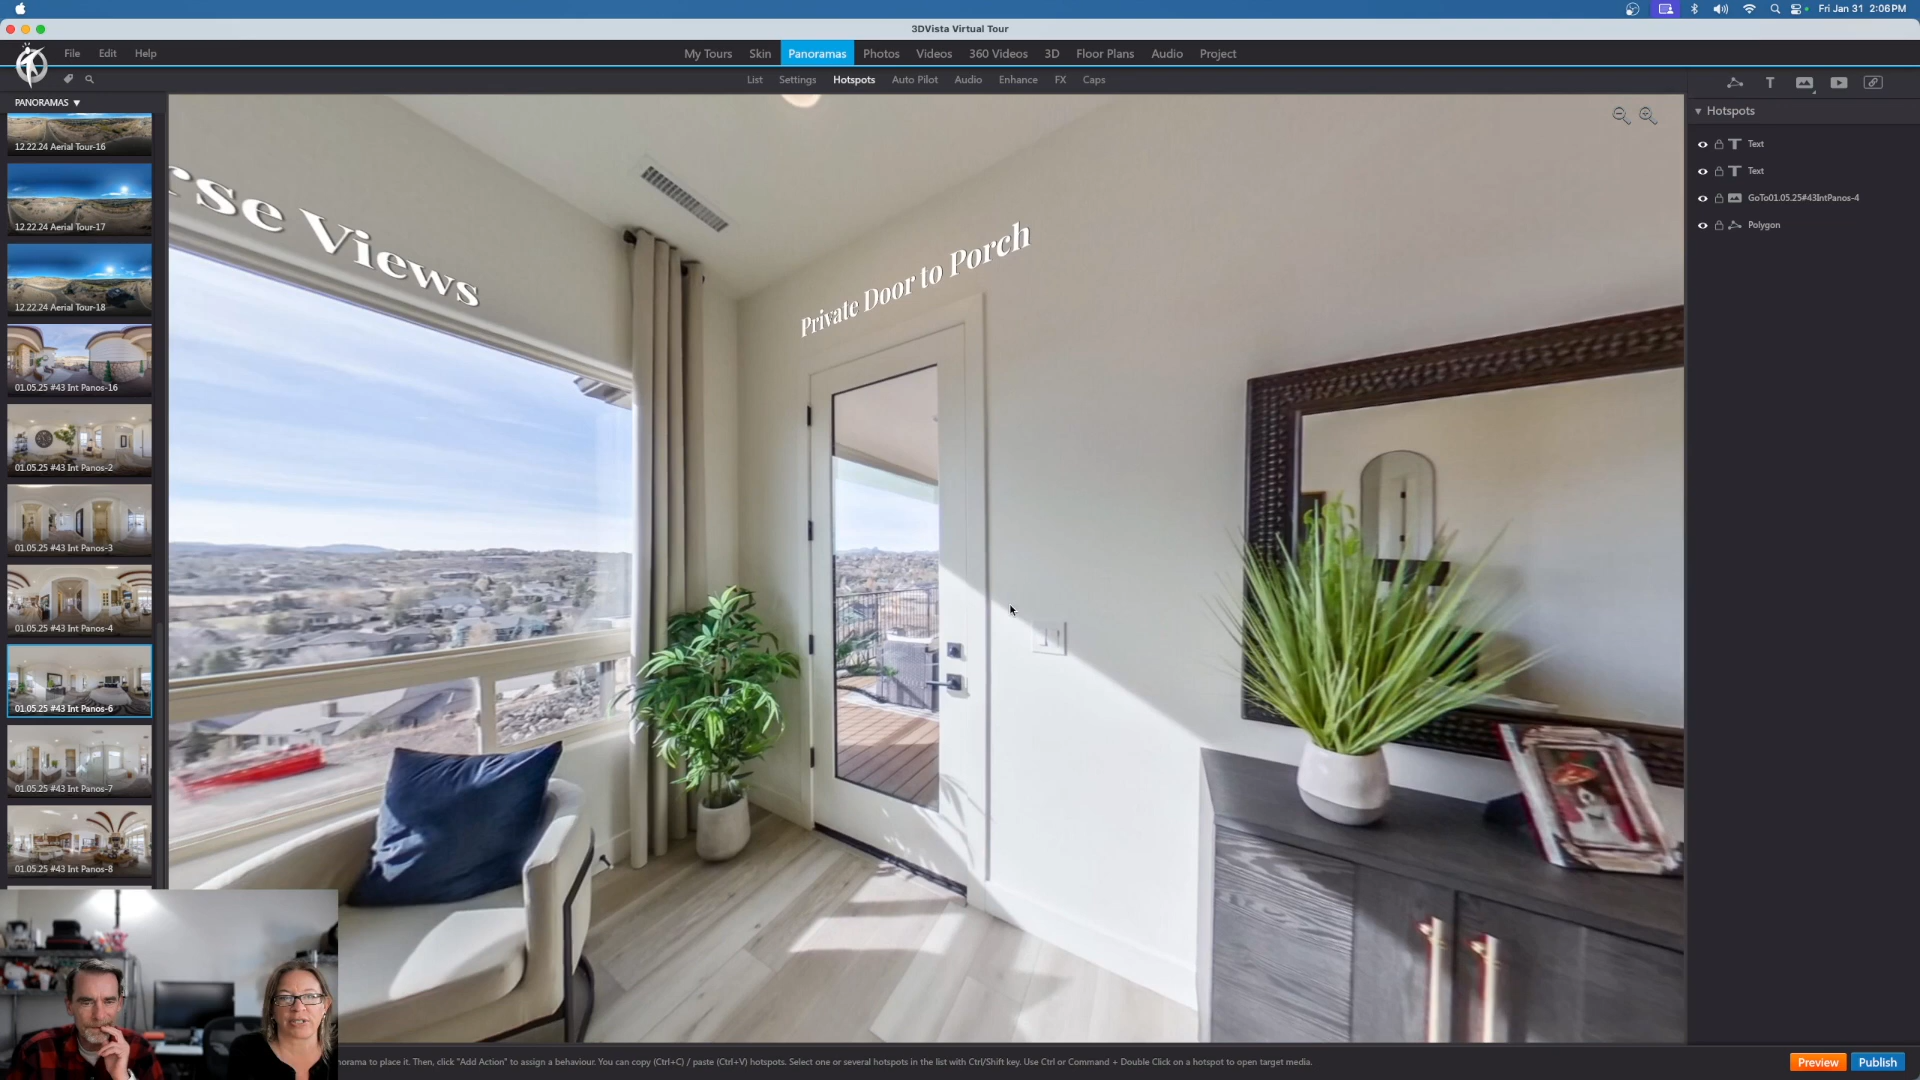 Fri Jan 31 2:06PM
3DVista Virtual Tour
File Edit Help
My Tours Skin Panoramas Photos Videos 360 Videos 3D Floor Plans Audio Project
List Settings Hotspots Auto Pilot Audio Enhance FX Caps
PANORAMAS ▼
12.22.24 Aerial Tour-16
12.22.24 Aerial Tour-17
12.22.24 Aerial Tour-18
01.05.25 #43 Int Panos-16
01.05.25 #43 Int Panos-2
01.05.25 #43 Int Panos-3
01.05.25 #43 Int Panos-4
01.05.25 #43 Int Panos-6
01.05.25 #43 Int Panos-7
01.05.25 #43 Int Panos-8
rse Views
Private Door to Porch
Hotspots
Text
Text
GoTo01.05.25#43IntPanos-4
Polygon
norama to place it. Then, click "Add Action" to assign a behaviour. You can copy (Ctrl+C) / paste (Ctrl+V) hotspots. Select one or several hotspots in the list with Ctrl/Shift key. Use Ctrl or Command + Double Click on a hotspot to open target media.
Preview Publish